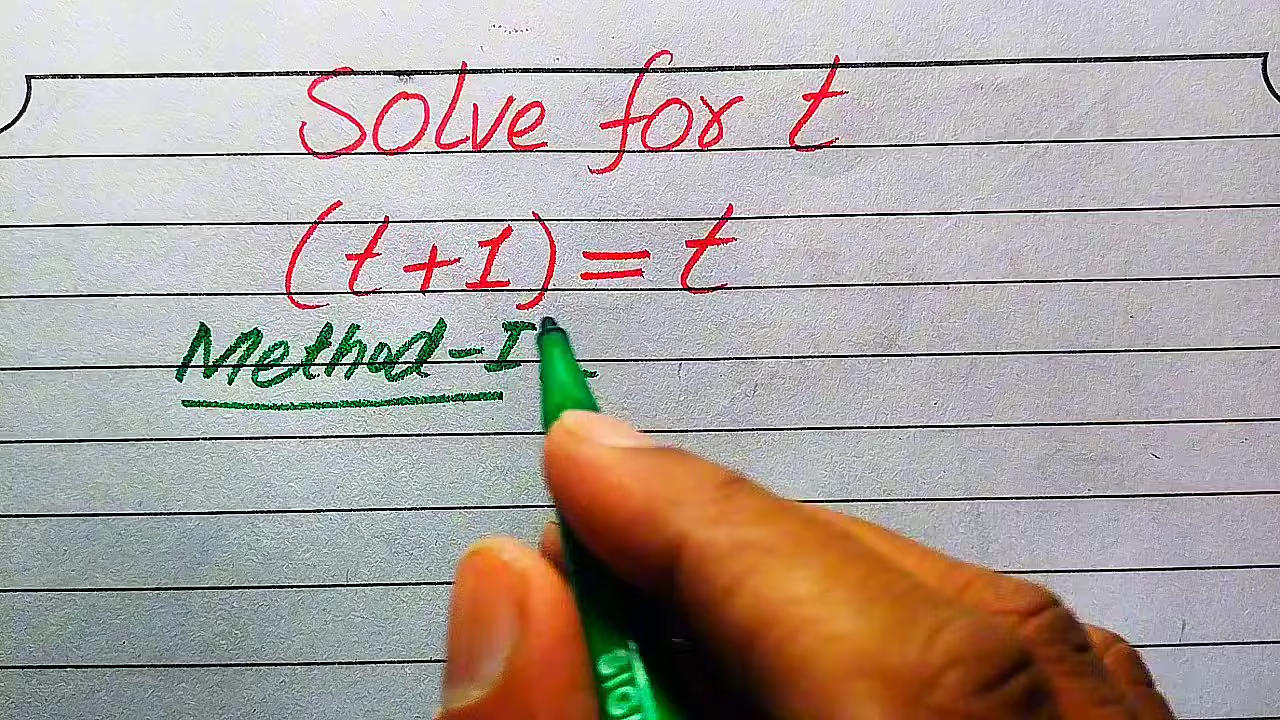 Solve for t
(t+1) = t
Method-I